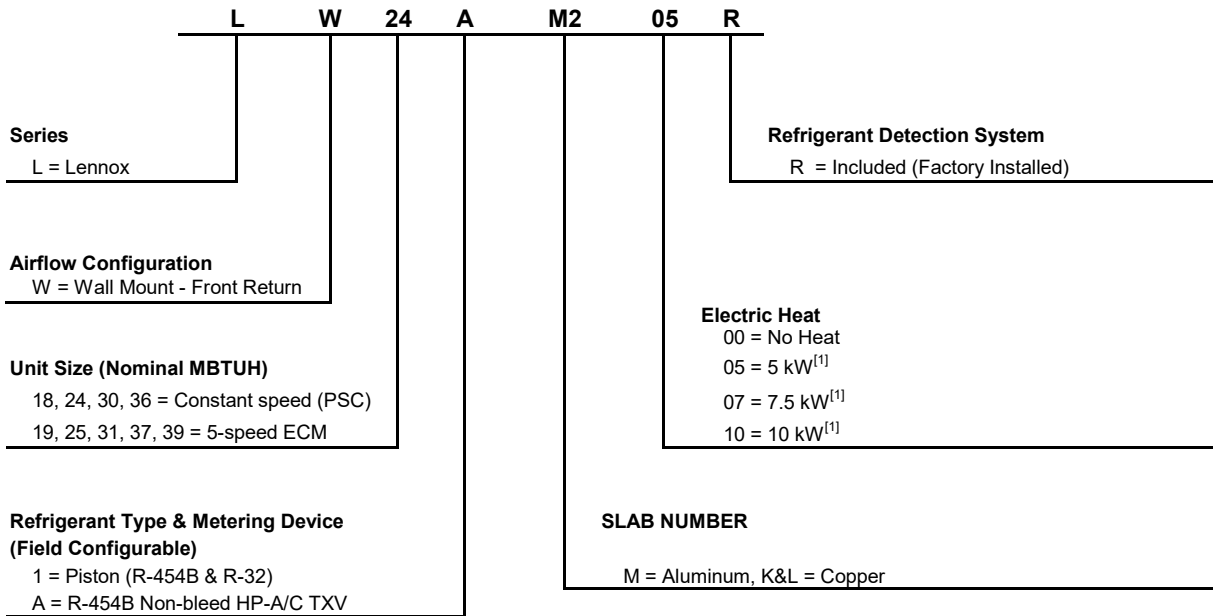 L W 24 A M2 05 R
Series
L = Lennox
Refrigerant Detection System
R = Included (Factory Installed)
Airflow Configuration
W = Wall Mount - Front Return
Electric Heat
00 = No Heat
05 = 5 kW[1]
07 = 7.5 kW[1]
10 = 10 kW[1]
Unit Size (Nominal MBTUH)
18, 24, 30, 36 = Constant speed (PSC)
19, 25, 31, 37, 39 = 5-speed ECM
Refrigerant Type & Metering Device
(Field Configurable)
1 = Piston (R-454B & R-32)
A = R-454B Non-bleed HP-A/C TXV
SLAB NUMBER
M = Aluminum, K&L = Copper